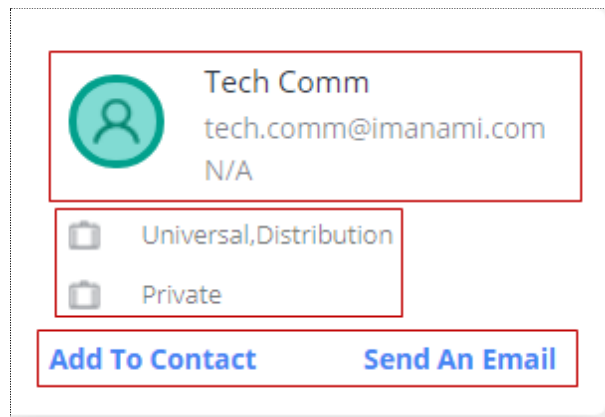 Tech Comm
tech.comm@imanami.com
N/A
Universal,Distribution
Private
Add To Contact Send An Email